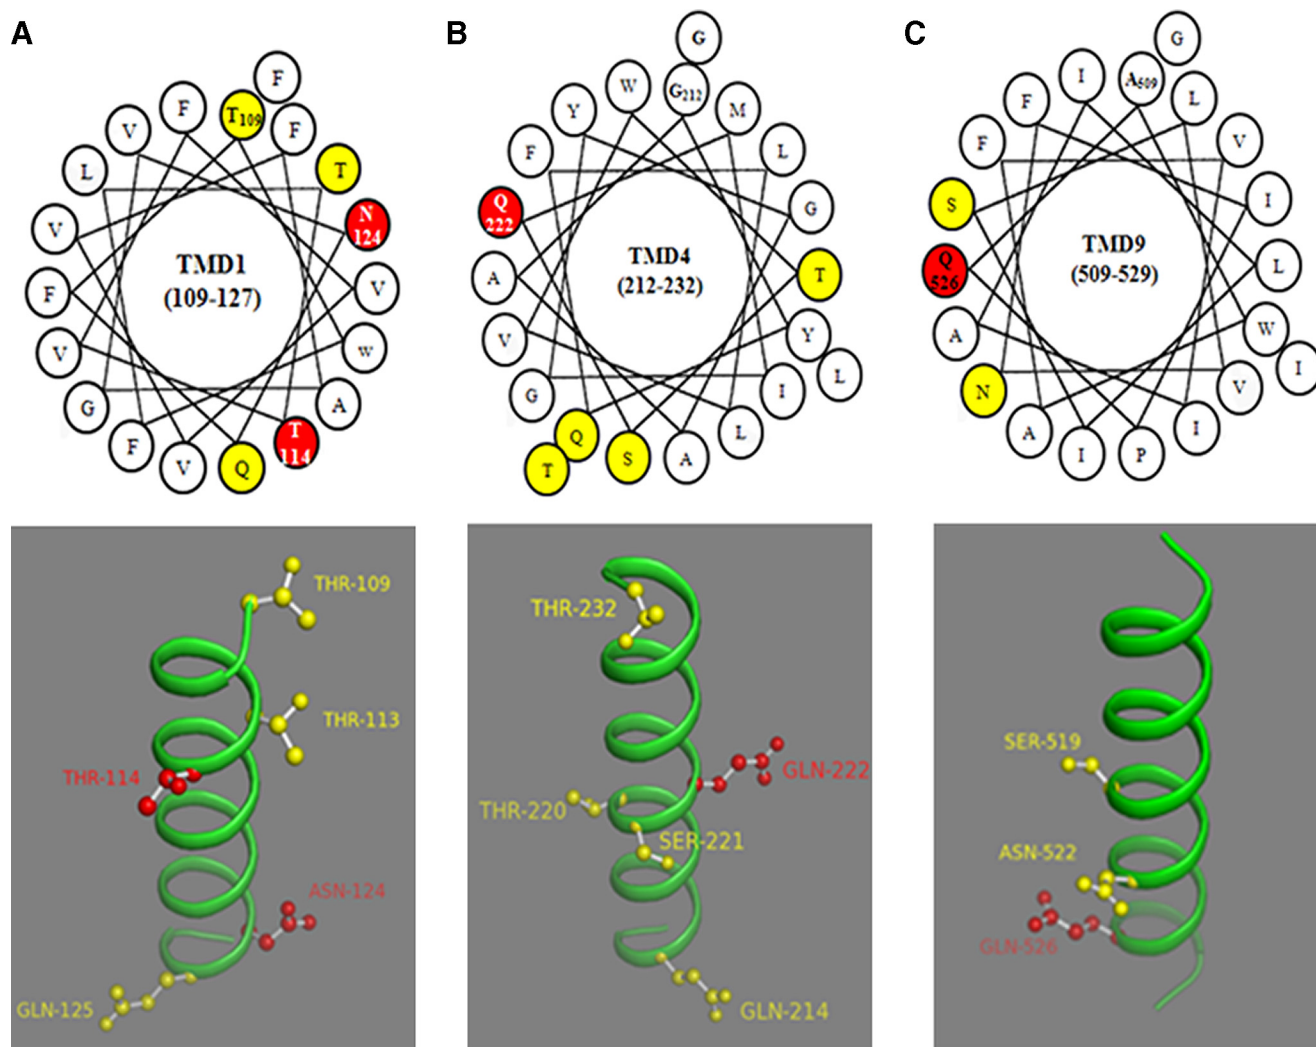 A
B
C
F
F
T109
F
V
T
L
N
124
V
TMD1
(109-127)
F
V
V
W
G
A
F
T
114
V
Q
G
W
G212
M
Y
L
F
Q
222
G
TMD4
(212-232)
A
T
V
Y
L
G
I
Q
L
T
S
A
G
I
A509
L
F
V
F
S
I
Q
526
TMD9
(509-529)
L
A
W
I
N
V
A
I
I
P
THR-109
THR-113
THR-114
ASN-124
GLN-125
THR-232
GLN-222
THR-220
SER-221
GLN-214
SER-519
ASN-522
GLN-526